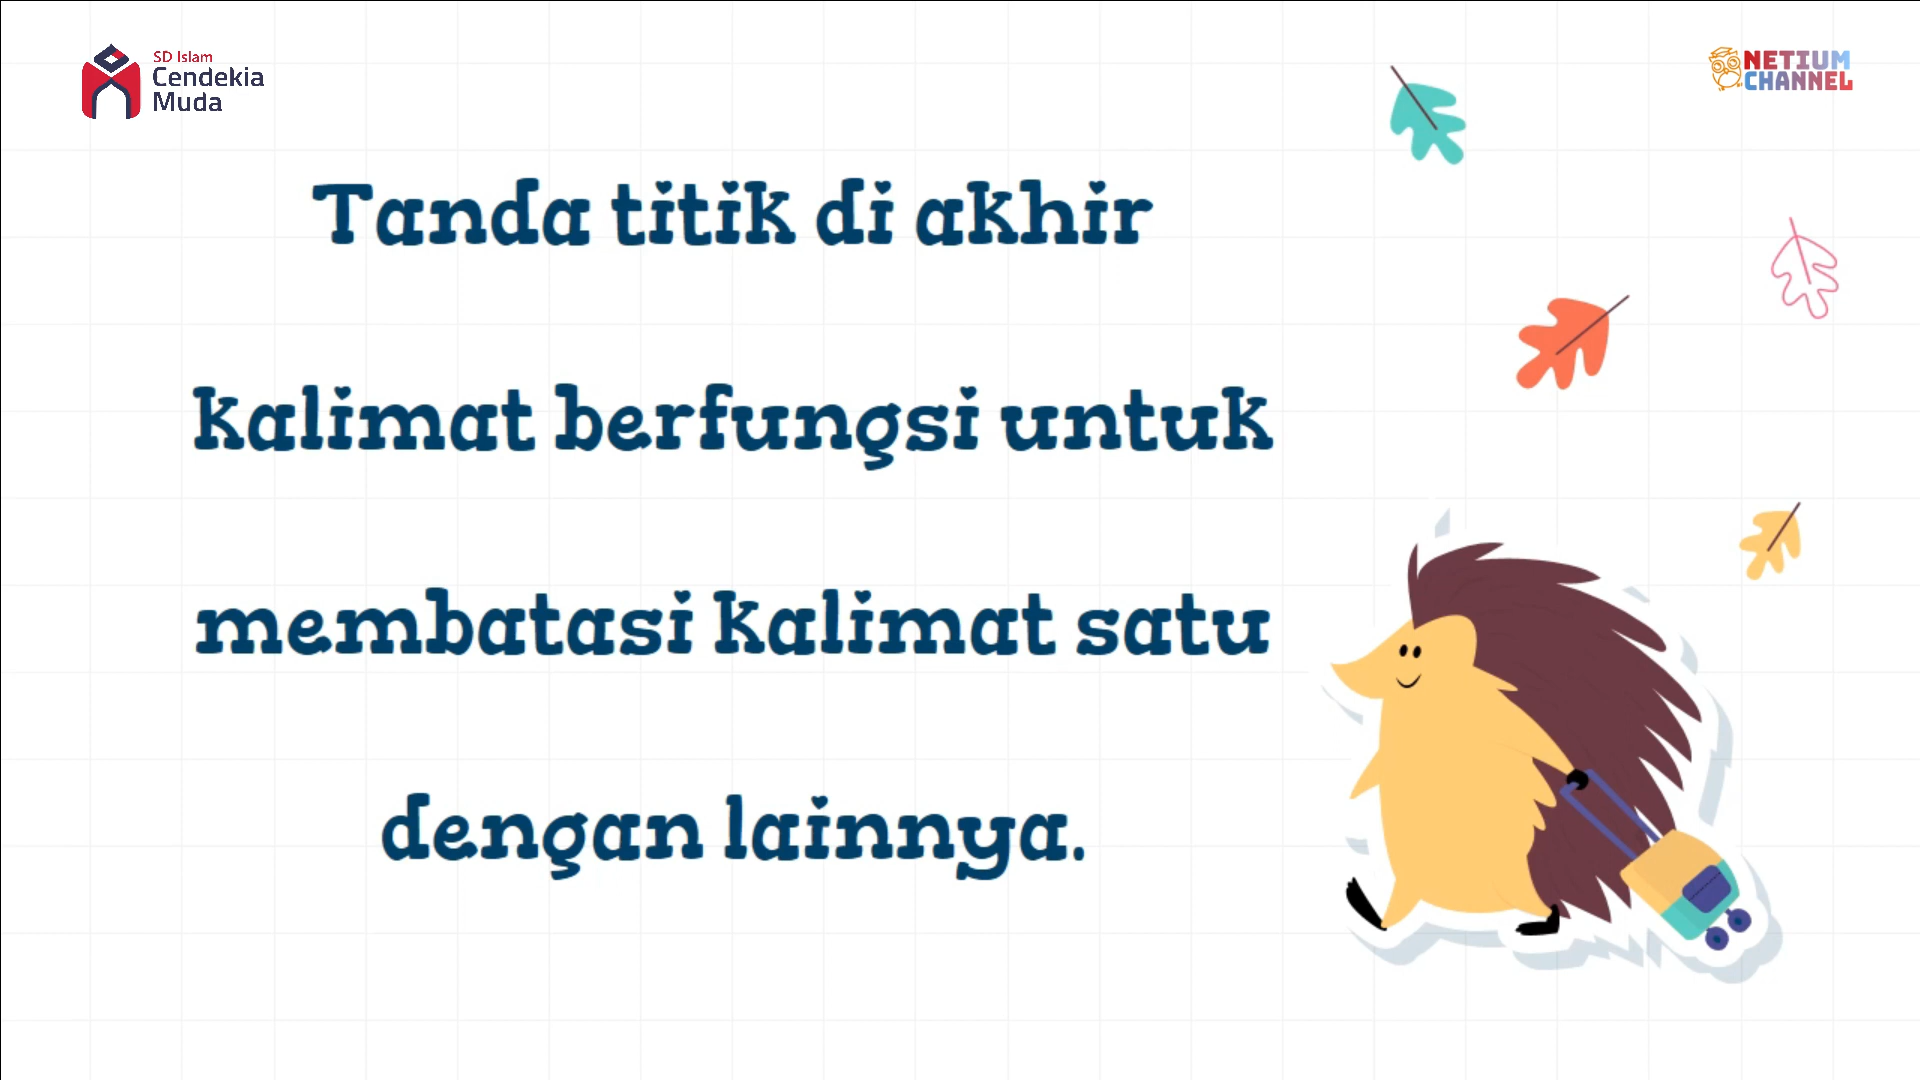 SD Islam
Cendekia
Muda
NETIUM
CHANNEL
Tanda titik di akhir
kalimat berfungsi untuk
membatasi kalimat satu
dengan lainnya.